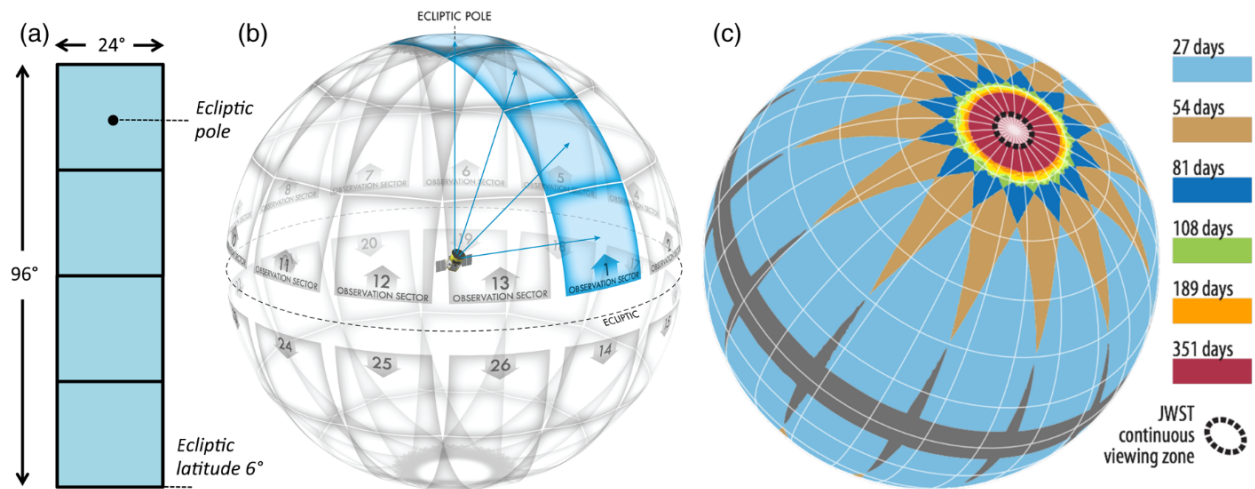 (a)
24°
96°
Ecliptic
pole
Ecliptic
latitude 6°
(b)
ECLIPTIC POLE
8
7
OBSERVATION SECTOR
6
OBSERVATION SECTOR
5
OBSERVATION SECTOR
11
OBSERVATION SECTOR
20
12
OBSERVATION SECTOR
19
13
OBSERVATION SECTOR
1
OBSERVATION SECTOR
ECLIPTIC
24
25
26
14
(c)
27 days
54 days
81 days
108 days
189 days
351 days
JWST
continuous
viewing zone